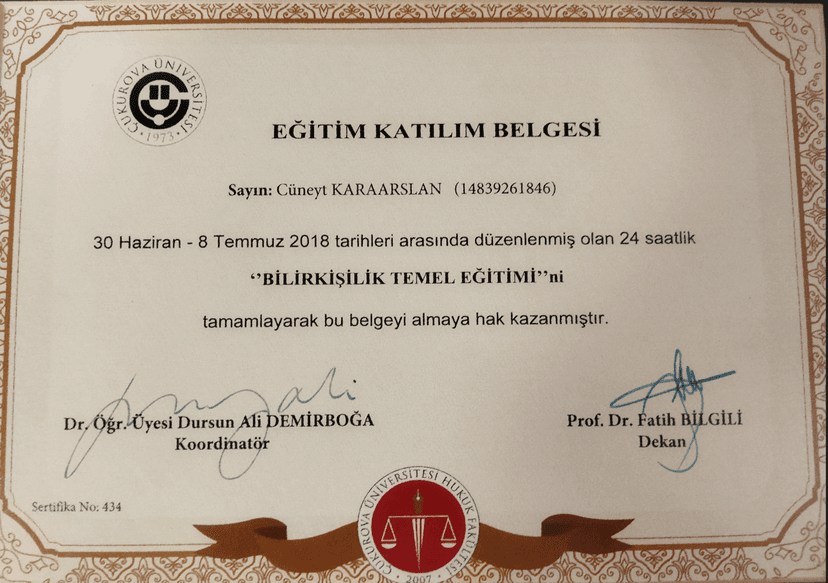 ÇUKUROVA ÜNİVERSİTESİ
· 1973 ·
EĞİTİM KATILIM BELGESİ
Sayın: Cüneyt KARAARSLAN (14839261846)
30 Haziran - 8 Temmuz 2018 tarihleri arasında düzenlenmiş olan 24 saatlik
‘’BİLİRKİŞİLİK TEMEL EĞİTİMİ’’ni
tamamlayarak bu belgeyi almaya hak kazanmıştır.
Dr. Öğr. Üyesi Dursun Ali DEMİRBOĞA
Koordinatör
Prof. Dr. Fatih BİLGİLİ
Dekan
Sertifika No: 434
ÇUKUROVA ÜNİVERSİTESİ HUKUK FAKÜLTESİ
· 2007 ·